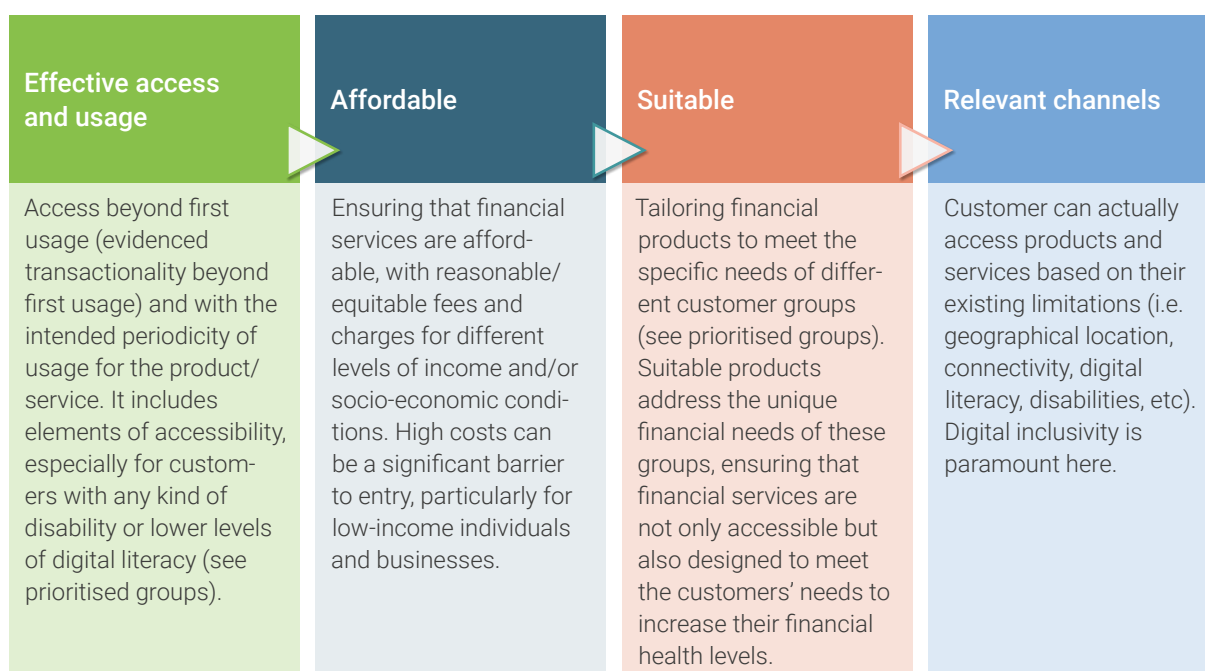 Effective access
and usage
Access beyond first
usage (evidenced
transactionality beyond
first usage) and with the
intended periodicity of
usage for the product/
service. It includes
elements of accessibility,
especially for custom-
ers with any kind of
disability or lower levels
of digital literacy (see
prioritised groups).
Affordable
Ensuring that financial
services are afford-
able, with reasonable/
equitable fees and
charges for different
levels of income and/or
socio-economic condi-
tions. High costs can
be a significant barrier
to entry, particularly for
low-income individuals
and businesses.
Suitable
Tailoring financial
products to meet the
specific needs of differ-
ent customer groups
(see prioritised groups).
Suitable products
address the unique
financial needs of these
groups, ensuring that
financial services are
not only accessible but
also designed to meet
the customers’ needs to
increase their financial
health levels.
Relevant channels
Customer can actually
access products and
services based on their
existing limitations (i.e.
geographical location,
connectivity, digital
literacy, disabilities, etc).
Digital inclusivity is
paramount here.